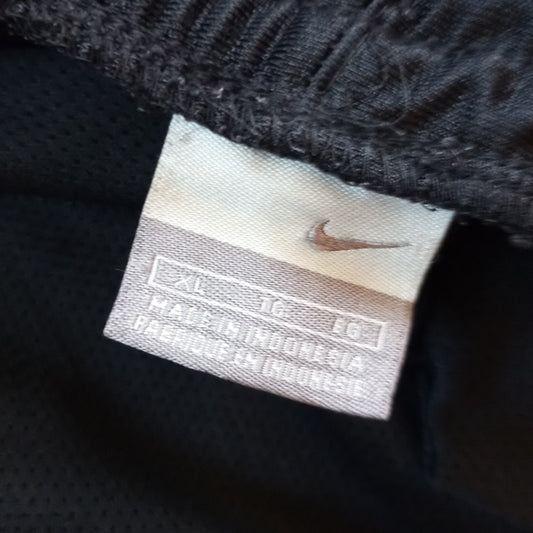 XL TG EG
MADE IN INDONESIA
FABRIQUE EN INDONESIE